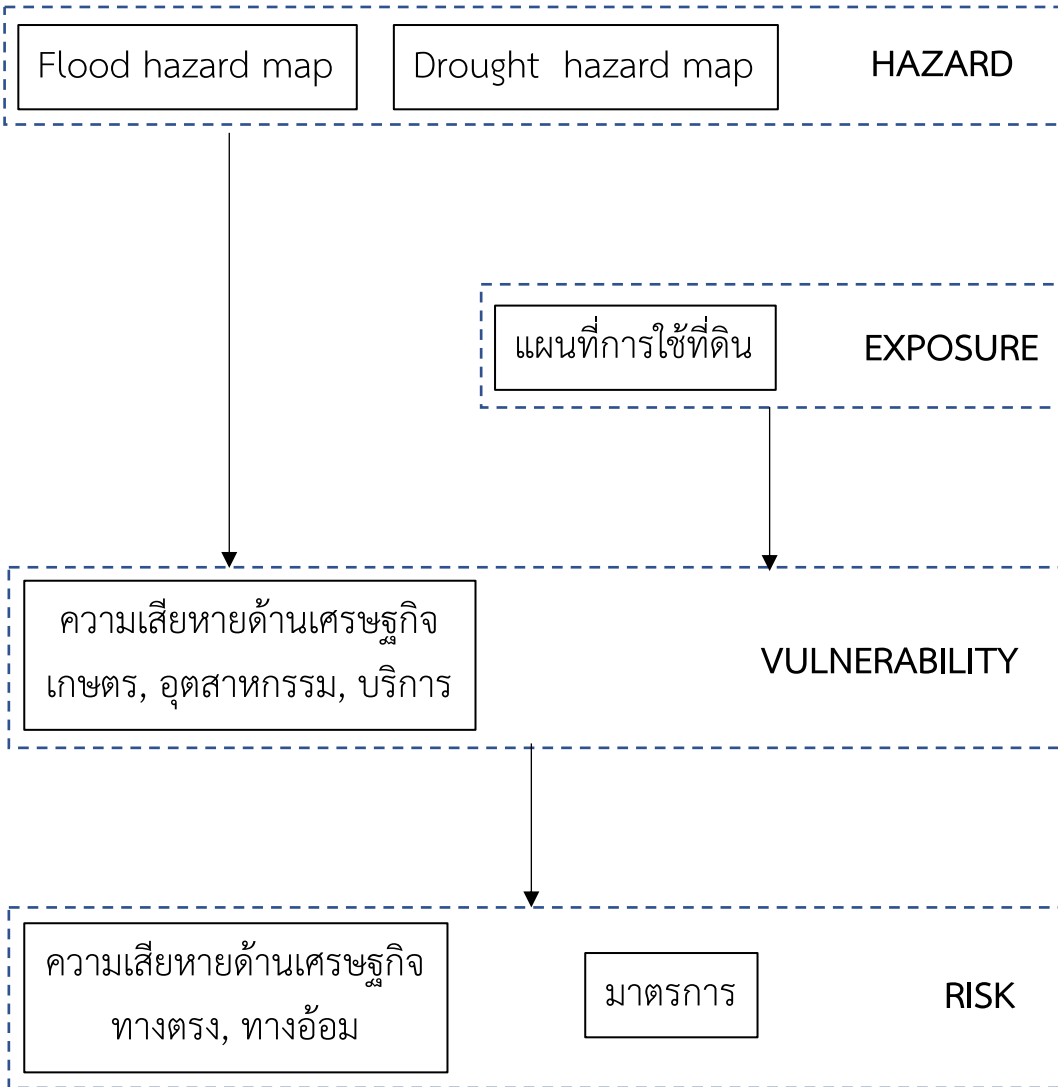 Flood hazard map
Drought hazard map
HAZARD
แผนที่การใช้ที่ดิน
EXPOSURE
ความเสียหายด้านเศรษฐกิจ
เกษตร, อุตสาหกรรม, บริการ
VULNERABILITY
ความเสียหายด้านเศรษฐกิจ
ทางตรง, ทางอ้อม
มาตรการ
RISK